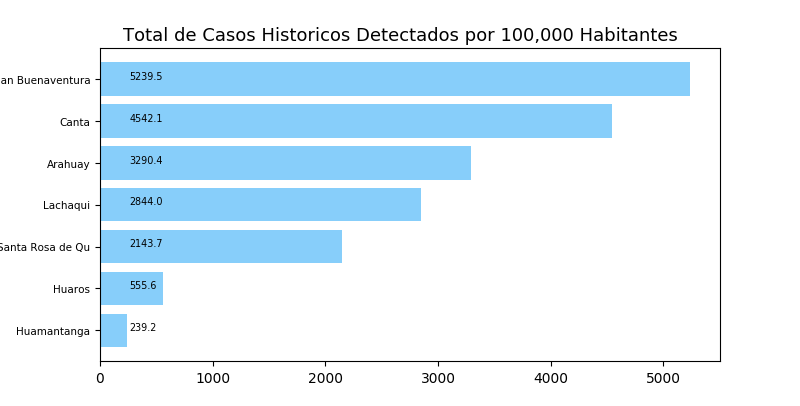 Total de Casos Historicos Detectados por 100,000 Habitantes
an Buenaventura 5239.5
Canta 4542.1
Arahuay 3290.4
Lachaqui 2844.0
Santa Rosa de Qu 2143.7
Huaros 555.6
Huamantanga 239.2
0 1000 2000 3000 4000 5000